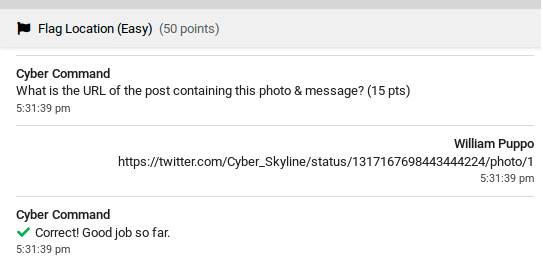 Flag Location (Easy) (50 points)
Cyber Command
What is the URL of the post containing this photo & message? (15 pts)
5:31:39 pm
William Puppo
https://twitter.com/Cyber_Skyline/status/1317167698443444224/photo/1
5:31:39 pm
Cyber Command
Correct! Good job so far.
5:31:39 pm